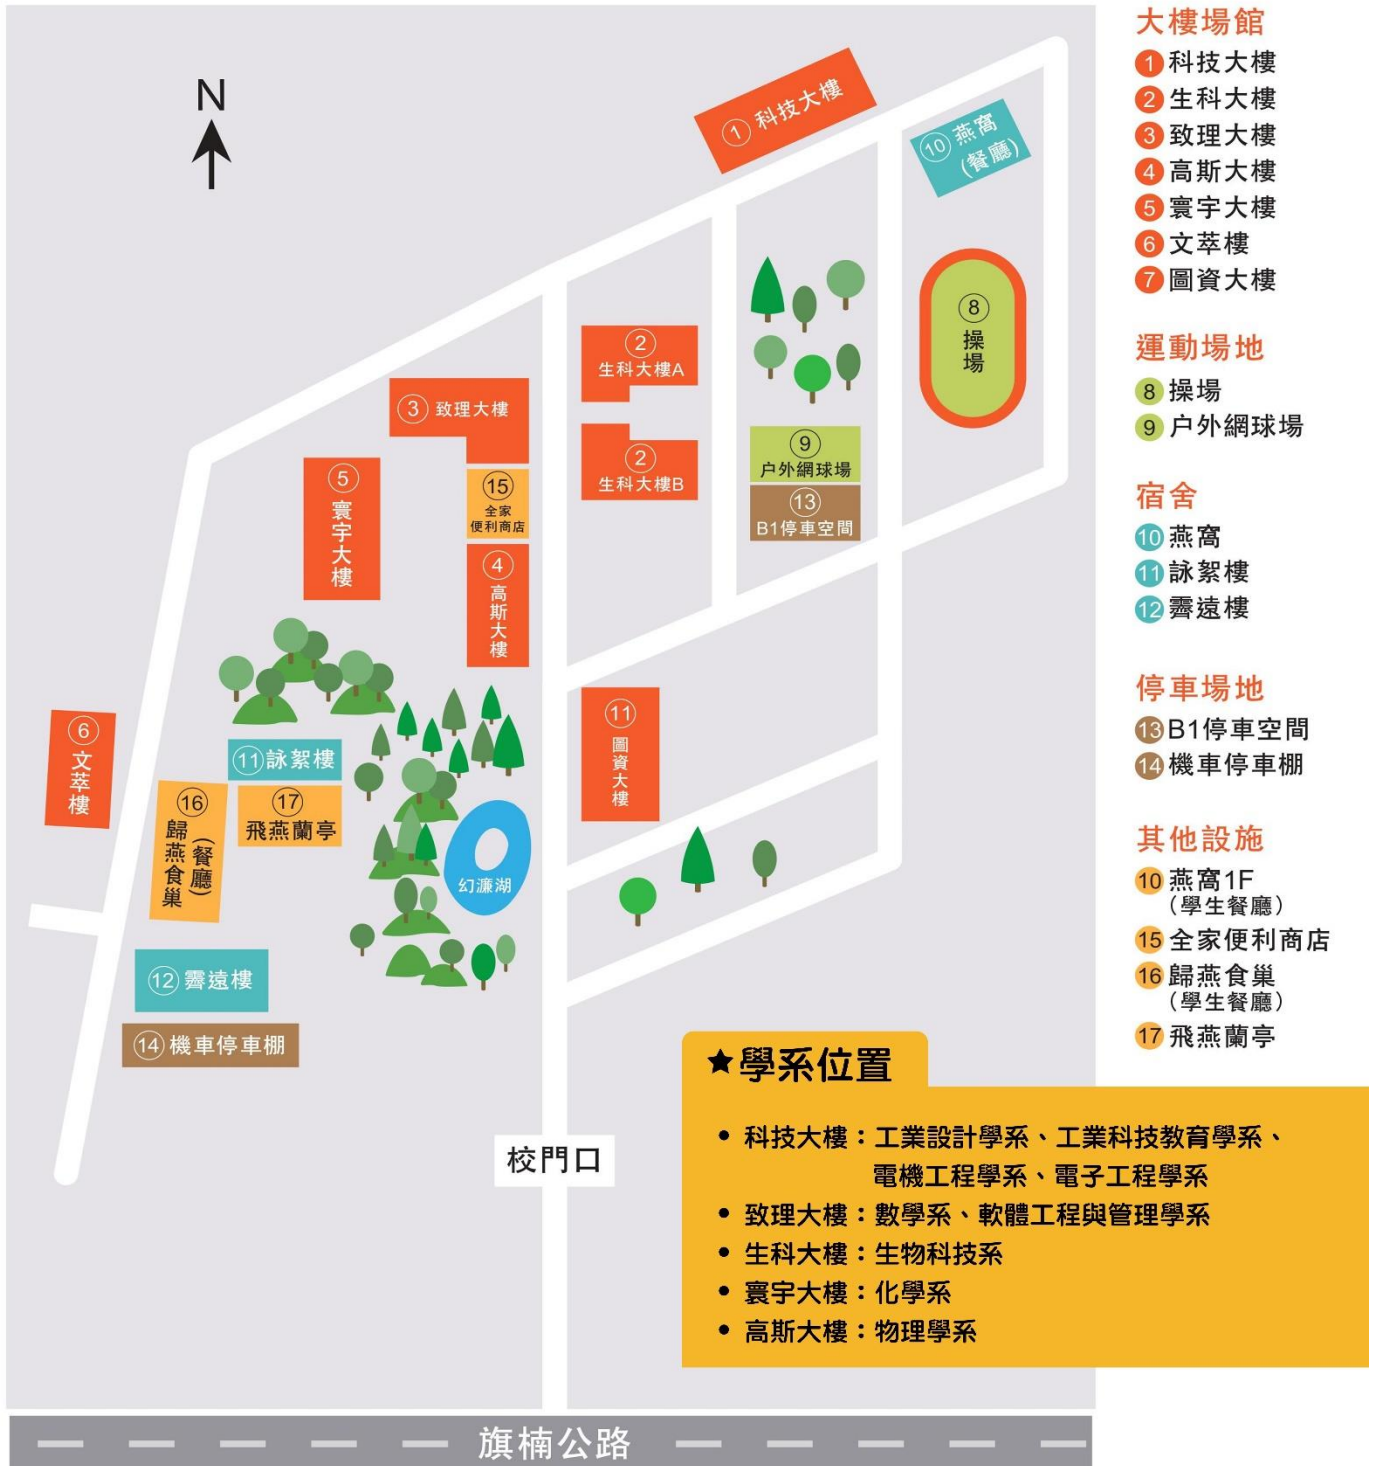 N
① 科技大樓
⑩ 燕窩
(餐廳)
⑧
操場
②
生科大樓A
③ 致理大樓
②
生科大樓B
⑨
户外網球場
⑬
B1停車空間
⑤
寰宇大樓
⑮
全家
便利商店
④
高斯大樓
⑪
圖資大樓
⑥
文萃樓
⑪詠絮樓
⑰
飛燕蘭亭
⑯
歸燕食巢
(餐廳)
幻濂湖
⑫霽遠樓
⑭機車停車棚
校門口
旗楠公路
大樓場館
1 科技大樓
2 生科大樓
3 致理大樓
4 高斯大樓
5 寰宇大樓
6 文萃樓
7 圖資大樓
運動場地
8 操場
9 户外網球場
宿舍
10 燕窩
11 詠絮樓
12 霽遠樓
停車場地
13 B1停車空間
14 機車停車棚
其他設施
10 燕窩1F
(學生餐廳)
15 全家便利商店
16 歸燕食巢
(學生餐廳)
17 飛燕蘭亭
★學系位置
• 科技大樓：工業設計學系、工業科技教育學系、
電機工程學系、電子工程學系
• 致理大樓：數學系、軟體工程與管理學系
• 生科大樓：生物科技系
• 寰宇大樓：化學系
• 高斯大樓：物理學系